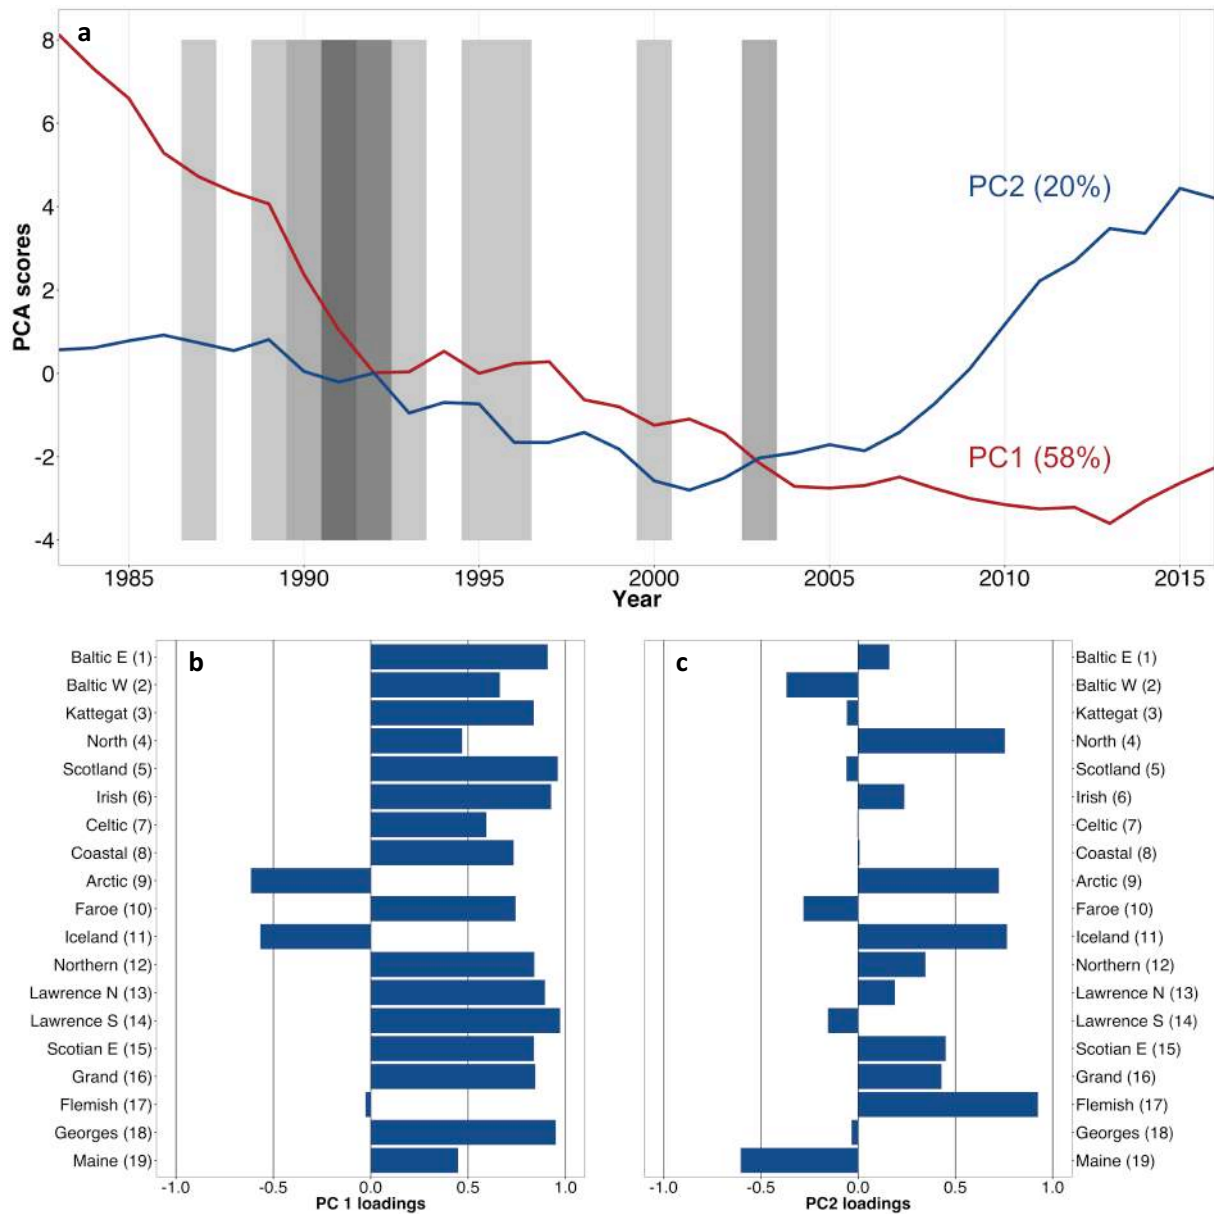 a
8
6
4
2
0
-2
-4
PCA scores
PC2 (20%)
PC1 (58%)
1985 1990 1995 2000 2005 2010 2015
Year
b
Baltic E (1)
Baltic W (2)
Kattegat (3)
North (4)
Scotland (5)
Irish (6)
Celtic (7)
Coastal (8)
Arctic (9)
Faroe (10)
Iceland (11)
Northern (12)
Lawrence N (13)
Lawrence S (14)
Scotian E (15)
Grand (16)
Flemish (17)
Georges (18)
Maine (19)
-1.0 -0.5 0.0 0.5 1.0
PC 1 loadings
c
Baltic E (1)
Baltic W (2)
Kattegat (3)
North (4)
Scotland (5)
Irish (6)
Celtic (7)
Coastal (8)
Arctic (9)
Faroe (10)
Iceland (11)
Northern (12)
Lawrence N (13)
Lawrence S (14)
Scotian E (15)
Grand (16)
Flemish (17)
Georges (18)
Maine (19)
-1.0 -0.5 0.0 0.5 1.0
PC2 loadings